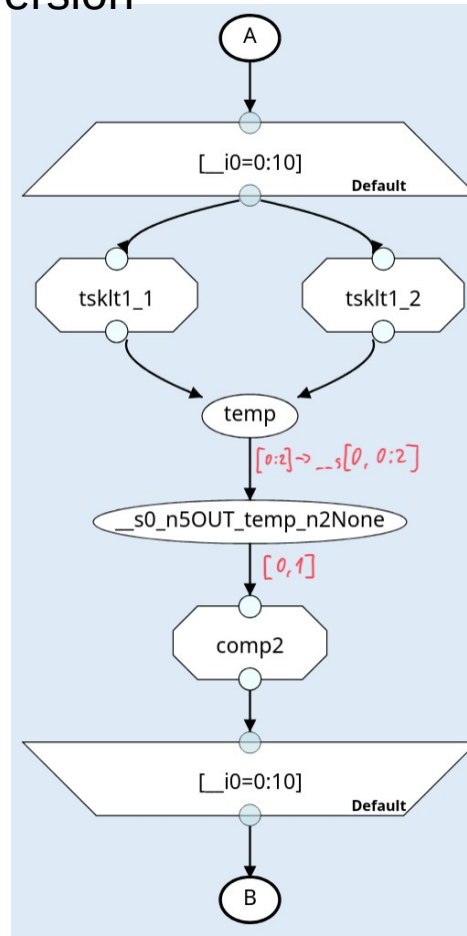 ersion
A
[__i0=0:10]
Default
tsklt1_1
tsklt1_2
temp
[0:2]→__s[0, 0:2]
__s0_n5OUT_temp_n2None
[0,1]
comp2
[__i0=0:10]
Default
B